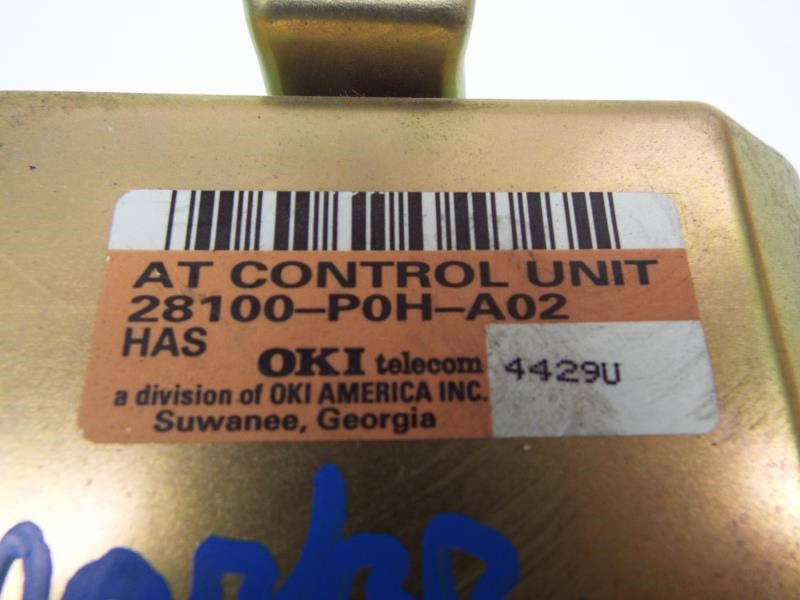 AT CONTROL UNIT
28100-P0H-A02
HAS
OKI telecom 4429U
a division of OKI AMERICA INC.
Suwanee, Georgia